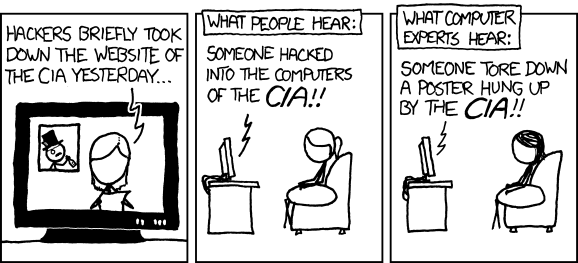 HACKERS BRIEFLY TOOK
DOWN THE WEBSITE OF
THE CIA YESTERDAY...
WHAT PEOPLE HEAR:
SOMEONE HACKED
INTO THE COMPUTERS
OF THE CIA!!
WHAT COMPUTER
EXPERTS HEAR:
SOMEONE TORE DOWN
A POSTER HUNG UP
BY THE CIA!!